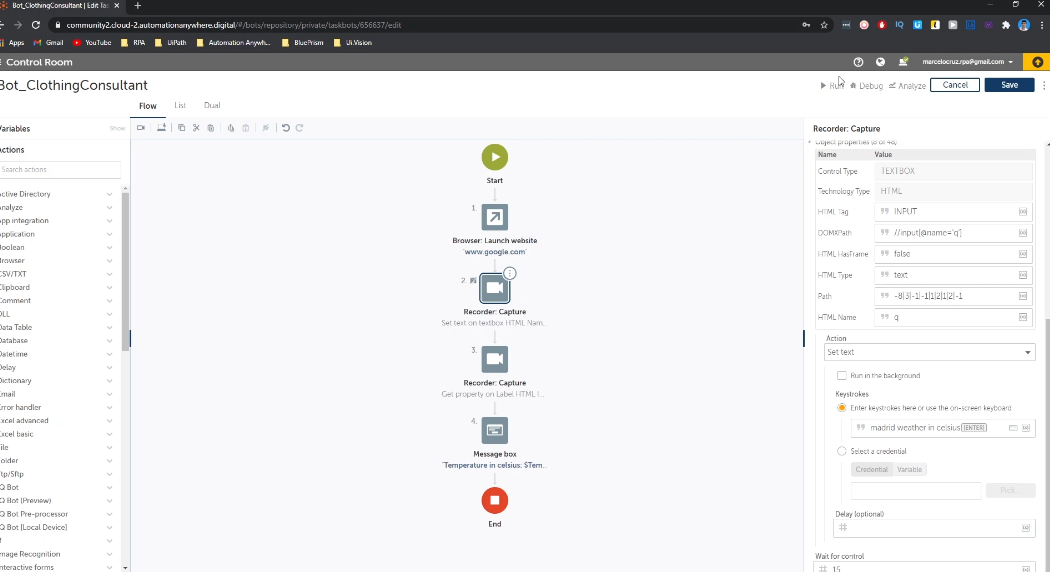 Bot_ClothingConsultant | Edit Tas
community2.cloud-2.automationanywhere.digital/#/bots/repository/private/taskbots/656637/edit
Apps Gmail YouTube RPA UiPath Automation Anywh... BluePrism Ui.Vision
Control Room
marcelocruz.rpa@gmail.com
Bot_ClothingConsultant
Run Debug Analyze Cancel Save
Flow List Dual
Variables Show
Actions
Search actions
Active Directory
Analyze
App integration
Application
Boolean
Browser
CSV/TXT
Clipboard
Comment
DLL
Data Table
Database
Datetime
Delay
Dictionary
Email
Error handler
Excel advanced
Excel basic
File
Folder
Ftp/Sftp
IQ Bot
IQ Bot (Preview)
IQ Bot Pre-processor
IQ Bot [Local Device]
If
Image Recognition
Interactive forms
Start
1.
Browser: Launch website
"www.google.com"
2.
Recorder: Capture
Set text on textbox HTML Nam...
3.
Recorder: Capture
Get property on Label HTML I...
4.
Message box
"Temperature in celsius: $Tem...
End
Recorder: Capture
Object properties (8 of 48)
Name Value
Control Type TEXTBOX
Technology Type HTML
HTML Tag INPUT
DOMXPath //input[@name='q']
HTML HasFrame false
HTML Type text
Path -8|3|-1|-1|1|2|1|2|-1
HTML Name q
Action
Set text
Run in the background
Keystrokes
Enter keystrokes here or use the on-screen keyboard
madrid weather in celsius[ENTER]
Select a credential
Credential Variable
Pick
Delay (optional)
#
Wait for control
# 15